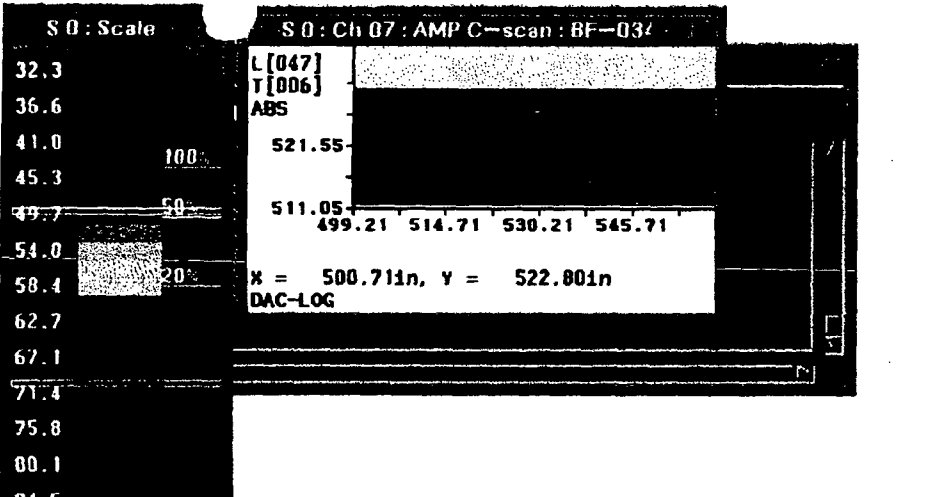 S 0 : Scale
32.3
36.6
41.0
45.3
49.7
54.0
58.4
62.7
67.1
71.4
75.8
80.1
100%
50%
20%
S 0 : Ch 07 : AMP C-scan : BF-034
L[047]
T[006]
ABS
521.55
511.05
499.21 514.71 530.21 545.71
X = 500.71in, Y = 522.80in
DAC-LOG